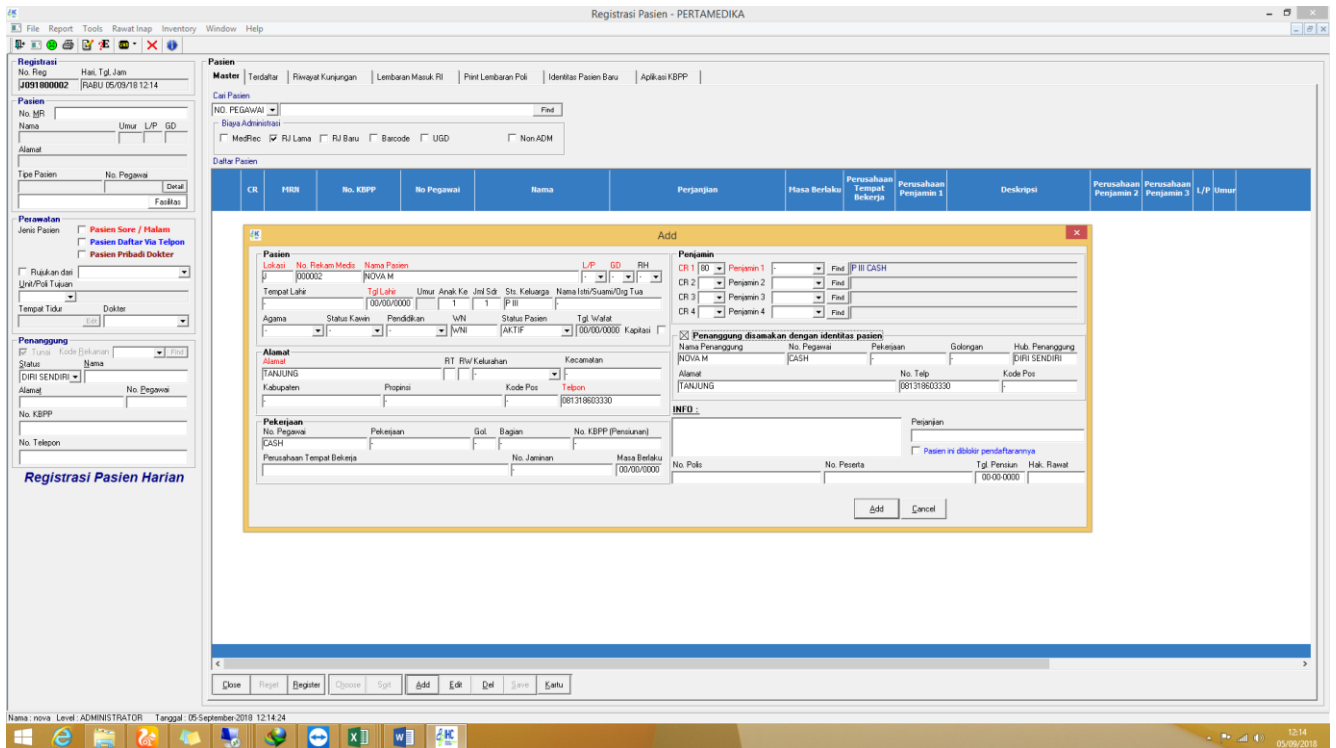 Registrasi Pasien - PERTAMEDIKA
File Report Tools Rawat Inap Inventory Window Help
Registrasi
No. Reg Hari, Tgl, Jam
J091800002 RABU 05/09/18 12:14
Pasien
No. MR
Nama Umur L/P GD
Alamat
Tipe Pasien No. Pegawai
Detail
Fasilitas
Perawatan
Jenis Pasien Pasien Sore / Malam
Pasien Daftar Via Telpon
Pasien Pribadi Dokter
Rujukan dari
Unit/Poli Tujuan
Tempat Tidur Dokter
Edit
Penanggung
Tunai Kode Rekanan Find
Status Nama
DIRI SENDIRI
Alamat No. Pegawai
No. KBPP
No. Telepon
Registrasi Pasien Harian
Pasien
Master Terdaftar Riwayat Kunjungan Lembaran Masuk RI Print Lembaran Poli Identitas Pasien Baru Aplikasi KBPP
Cari Pasien
NO. PEGAWAI Find
Biaya Administrasi
MedRec RJ Lama RJ Baru Barcode UGD Non ADM
Daftar Pasien
CR MRN No. KBPP No Pegawai Nama Perjanjian Masa Berlaku Perusahaan Tempat Bekerja Perusahaan Penjamin 1 Deskripsi Perusahaan Penjamin 2 Perusahaan Penjamin 3 L/P Umur
Add
Pasien
Lokasi No. Rekam Medis Nama Pasien L/P GD RH
J 000002 NOVA M - - -
Tempat Lahir Tgl Lahir Umur Anak Ke Jml Sdr Sts. Keluarga Nama Istri/Suami/Org Tua
- 00/00/0000 1 1 P III -
Agama Status Kawin Pendidikan WN Status Pasien Tgl. Wafat
- - - WNI AKTIF 00/00/0000 Kapitasi
Alamat
Alamat RT RW Kelurahan Kecamatan
TANJUNG - -
Kabupaten Propinsi Kode Pos Telpon
- - - 081318603330
Pekerjaan
No. Pegawai Pekerjaan Gol. Bagian No. KBPP (Pensiunan)
CASH - - - -
Perusahaan Tempat Bekerja No. Jaminan Masa Berlaku
- 00/00/0000
Penjamin
CR 1 80 Penjamin 1 - Find P III CASH
CR 2 Penjamin 2 Find
CR 3 Penjamin 3 Find
CR 4 Penjamin 4 Find
Penanggung disamakan dengan identitas pasien
Nama Penanggung No. Pegawai Pekerjaan Golongan Hub. Penanggung
NOVA M CASH - - DIRI SENDIRI
Alamat No. Telp Kode Pos
TANJUNG 081318603330 -
INFO :
Perjanjian
Pasien ini diblokir pendaftarannya
No. Polis No. Peserta Tgl. Pensiun Hak. Rawat
00-00-0000
Add Cancel
Close Reset Register Choose Sort Add Edit Del Save Kartu
Nama : nova Level : ADMINISTRATOR Tanggal : 05-September-2018 12:14:24
12:14
05/09/2018